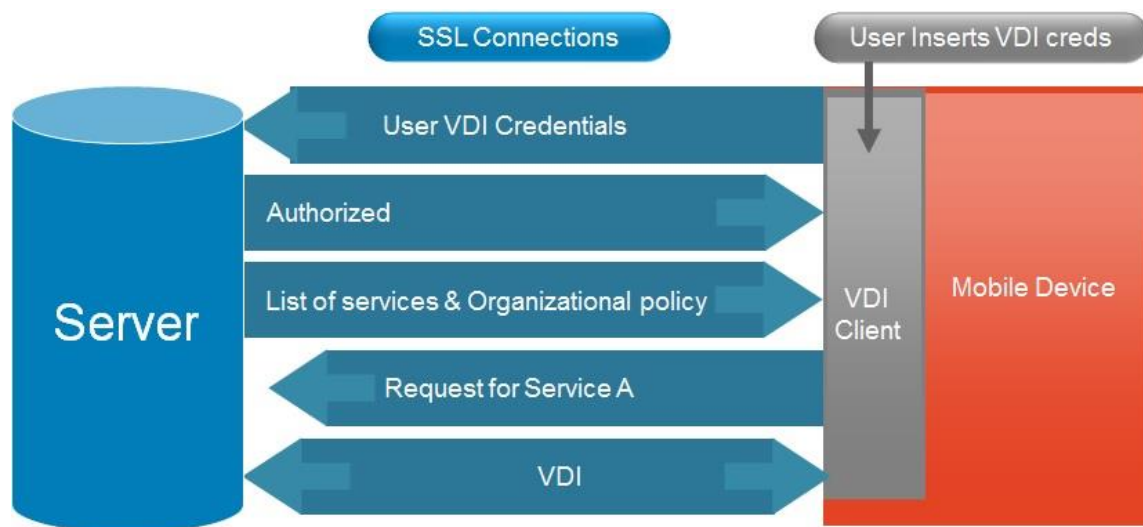 SSL Connections
User Inserts VDI creds
User VDI Credentials
Authorized
List of services & Organizational policy
Request for Service A
VDI
Server
VDI
Client
Mobile Device